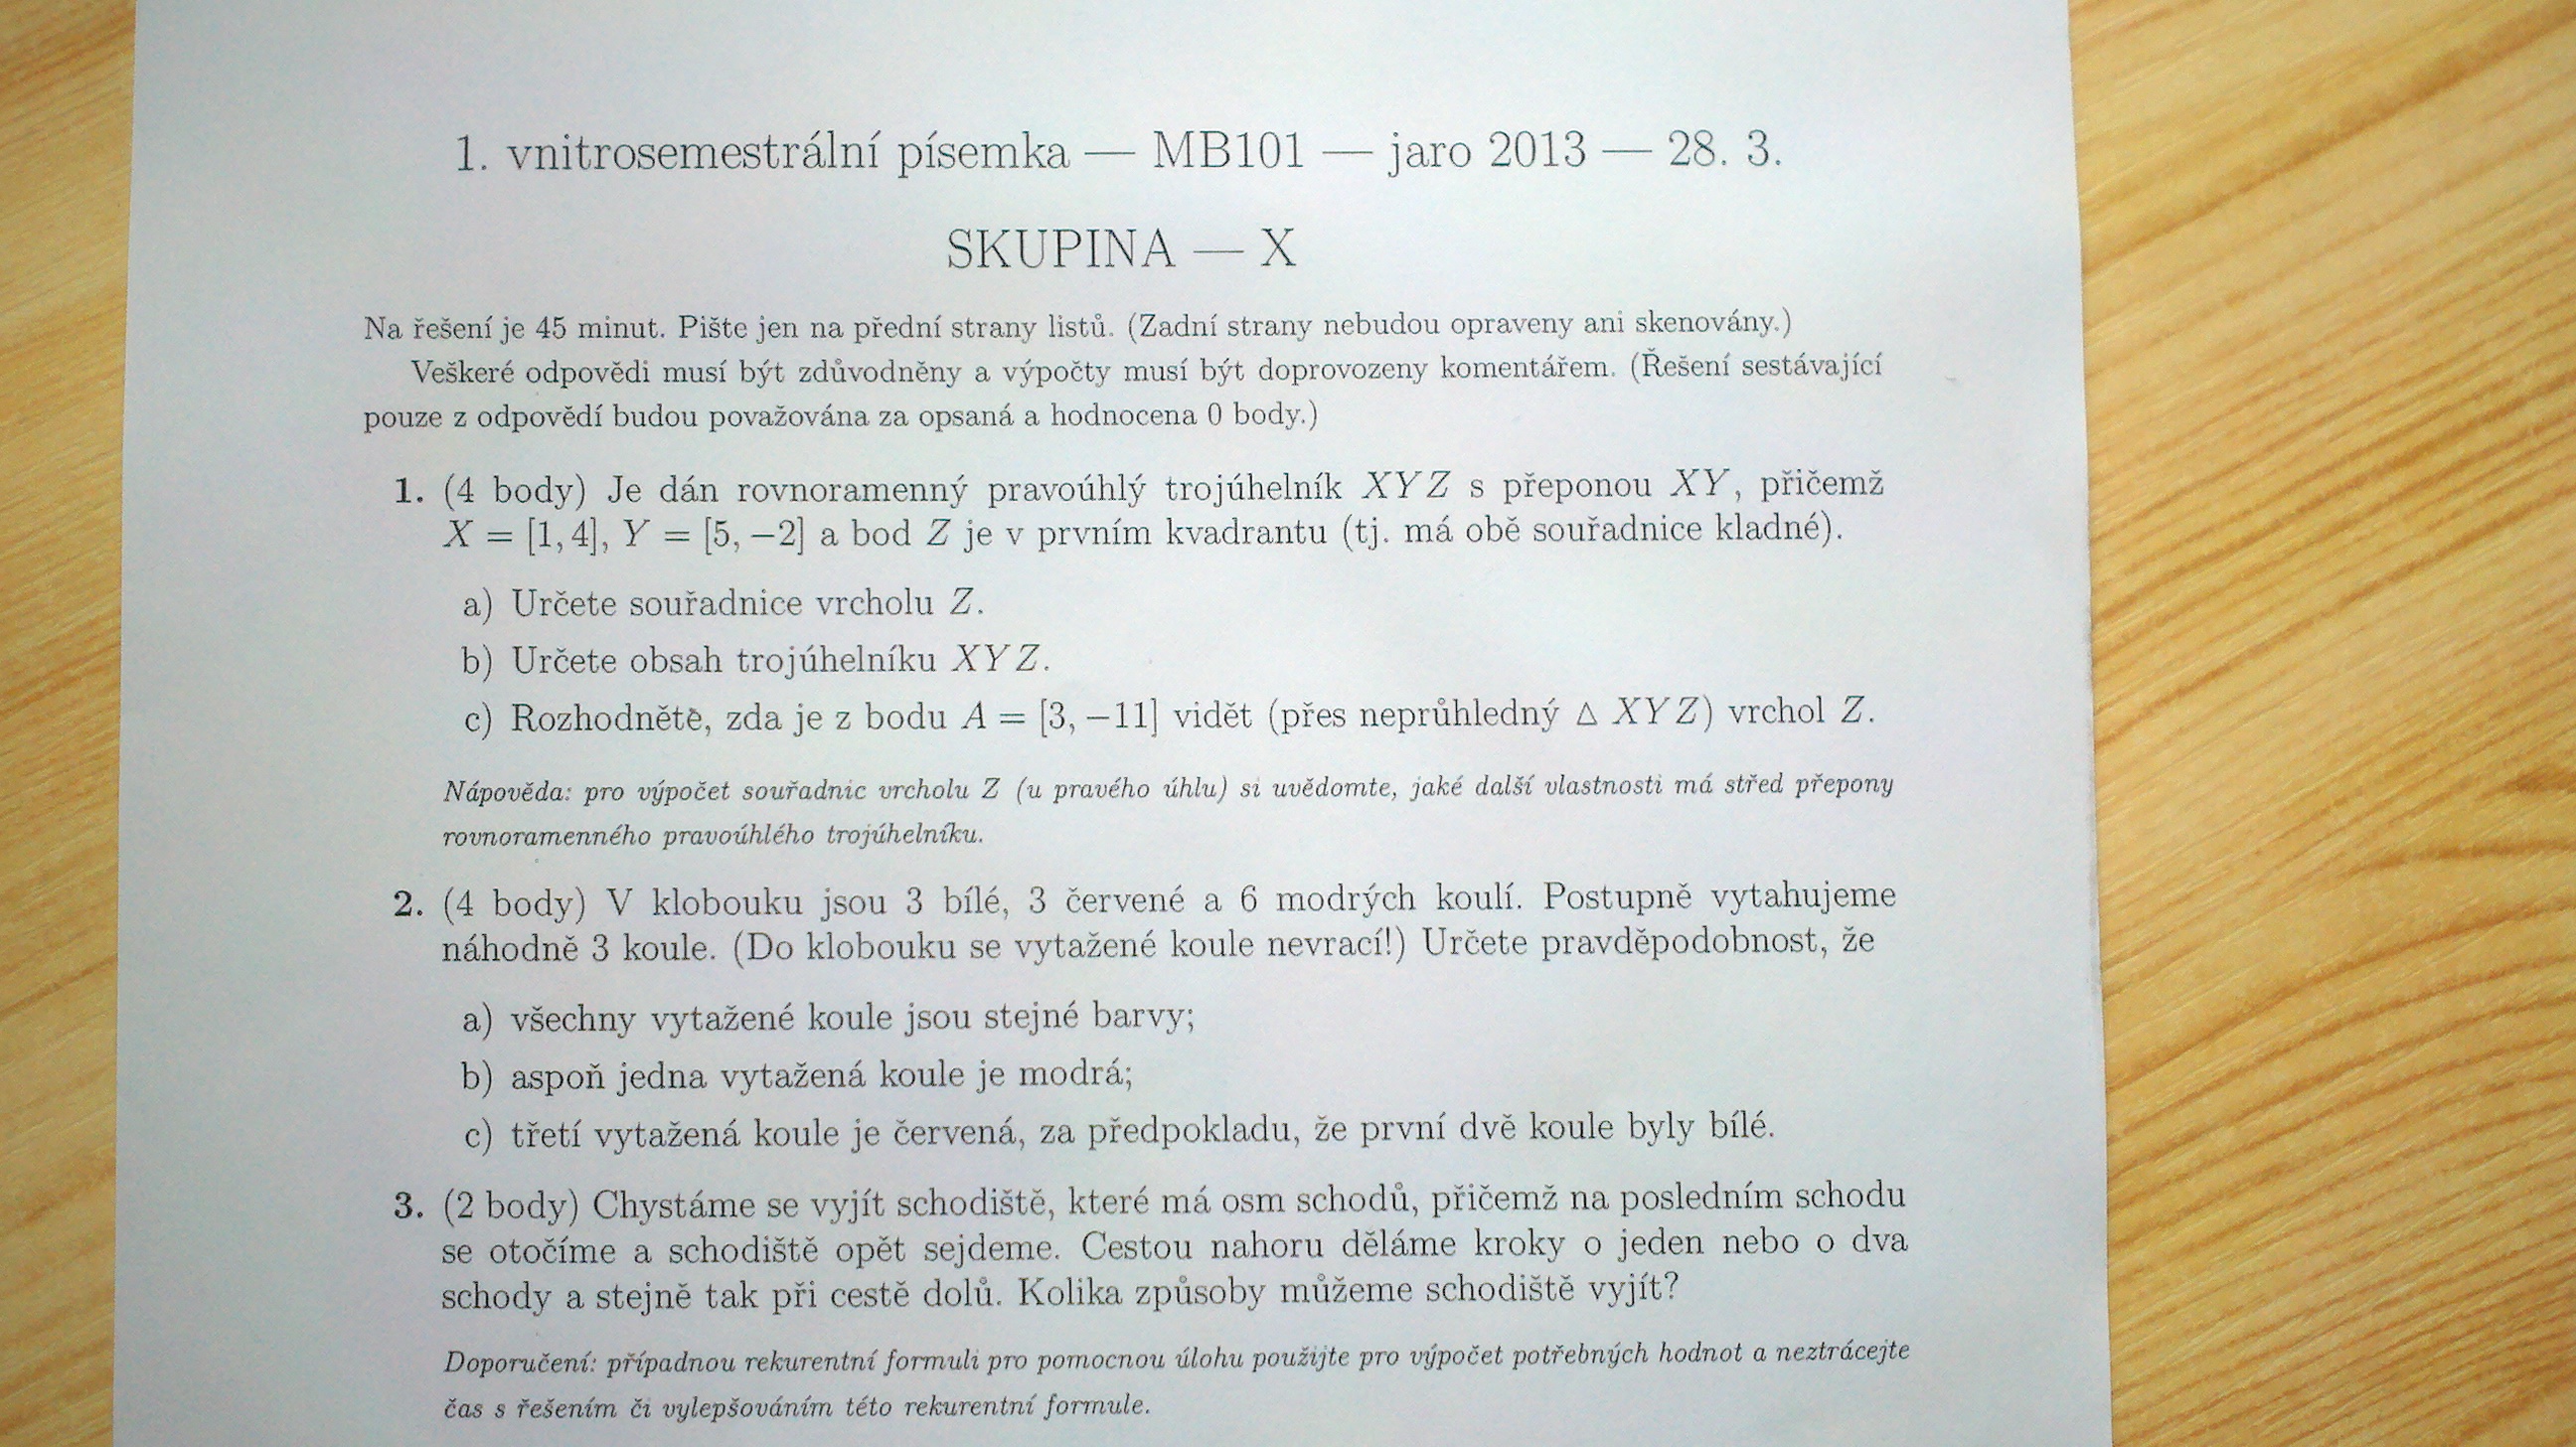 1. vnitrosemestrální písemka — MB101 — jaro 2013 — 28. 3.
SKUPINA — X
Na řešení je 45 minut. Pište jen na přední strany listů. (Zadní strany nebudou opraveny ani skenovány.)
Veškeré odpovědi musí být zdůvodněny a výpočty musí být doprovozeny komentářem. (Řešení sestávající
pouze z odpovědí budou považována za opsaná a hodnocena 0 body.)
1. (4 body) Je dán rovnoramenný pravoúhlý trojúhelník XYZ s přeponou XY, přičemž
X = [1, 4], Y = [5, −2] a bod Z je v prvním kvadrantu (tj. má obě souřadnice kladné).
a) Určete souřadnice vrcholu Z.
b) Určete obsah trojúhelníku XYZ.
c) Rozhodněte, zda je z bodu A = [3, −11] vidět (přes neprůhledný △ XYZ) vrchol Z.
Nápověda: pro výpočet souřadnic vrcholu Z (u pravého úhlu) si uvědomte, jaké další vlastnosti má střed přepony
rovnoramenného pravoúhlého trojúhelníku.
2. (4 body) V klobouku jsou 3 bílé, 3 červené a 6 modrých koulí. Postupně vytahujeme
náhodně 3 koule. (Do klobouku se vytažené koule nevrací!) Určete pravděpodobnost, že
a) všechny vytažené koule jsou stejné barvy;
b) aspoň jedna vytažená koule je modrá;
c) třetí vytažená koule je červená, za předpokladu, že první dvě koule byly bílé.
3. (2 body) Chystáme se vyjít schodiště, které má osm schodů, přičemž na posledním schodu
se otočíme a schodiště opět sejdeme. Cestou nahoru děláme kroky o jeden nebo o dva
schody a stejně tak při cestě dolů. Kolika způsoby můžeme schodiště vyjít?
Doporučení: případnou rekurentní formuli pro pomocnou úlohu použijte pro výpočet potřebných hodnot a neztrácejte
čas s řešením či vylepšováním této rekurentní formule.